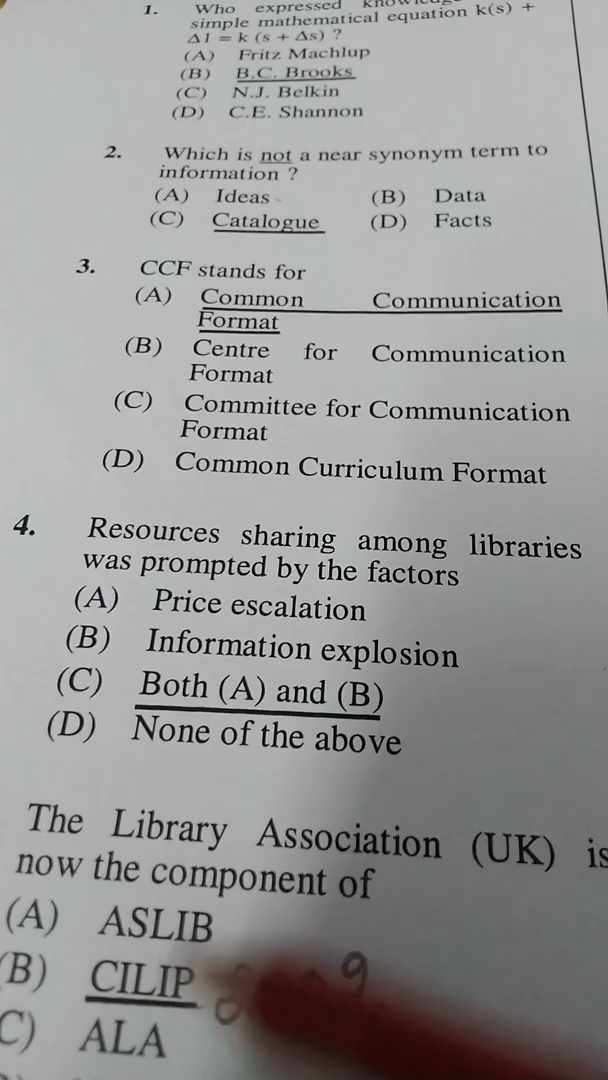 1. Who expressed
simple mathematical equation k(s) +
Δ1 = k (s + Δs) ?
(A) Fritz Machlup
(B) B.C. Brooks
(C) N.J. Belkin
(D) C.E. Shannon
2. Which is not a near synonym term to
information ?
(A) Ideas (B) Data
(C) Catalogue (D) Facts
3. CCF stands for
(A) Common Communication
Format
(B) Centre for Communication
Format
(C) Committee for Communication
Format
(D) Common Curriculum Format
4. Resources sharing among libraries
was prompted by the factors
(A) Price escalation
(B) Information explosion
(C) Both (A) and (B)
(D) None of the above
The Library Association (UK) is
now the component of
(A) ASLIB
(B) CILIP
C) ALA